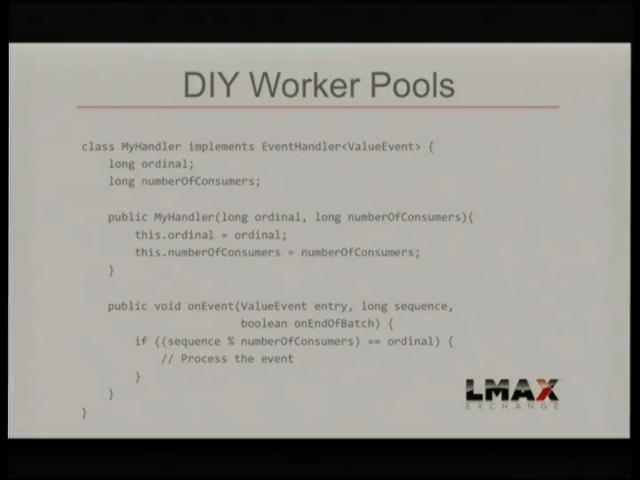 DIY Worker Pools
class MyHandler implements EventHandler<ValueEvent> {
long ordinal;
long numberOfConsumers;
public MyHandler(long ordinal, long numberOfConsumers){
this.ordinal = ordinal;
this.numberOfConsumers = numberOfConsumers;
}
public void onEvent(ValueEvent entry, long sequence,
boolean onEndOfBatch) {
if ((sequence % numberOfConsumers) == ordinal) {
// Process the event
}
}
}
LMAX
EXCHANGE